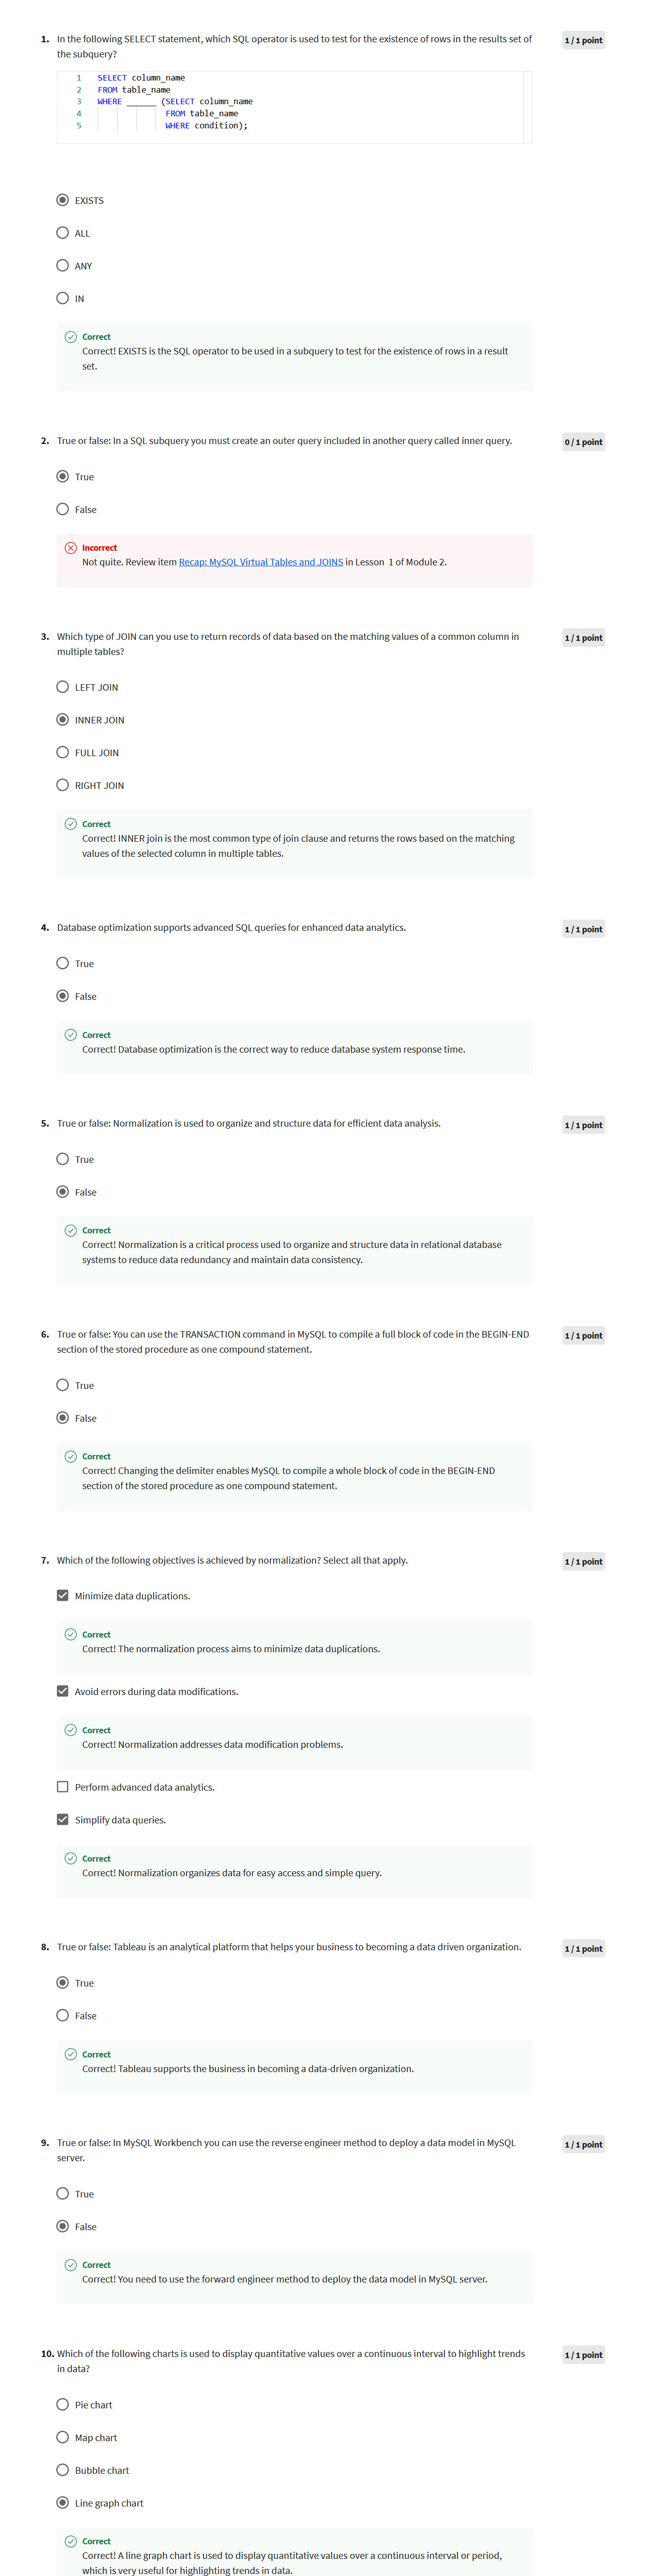 1. In the following SELECT statement, which SQL operator is used to test for the existence of rows in the results set of
the subquery?
1 / 1 point
1 SELECT column_name
2 FROM table_name
3 WHERE ______ (SELECT column_name
4 FROM table_name
5 WHERE condition);
EXISTS
ALL
ANY
IN
Correct
Correct! EXISTS is the SQL operator to be used in a subquery to test for the existence of rows in a result
set.
2. True or false: In a SQL subquery you must create an outer query included in another query called inner query.
0 / 1 point
True
False
Incorrect
Not quite. Review item Recap: MySQL Virtual Tables and JOINS in Lesson 1 of Module 2.
3. Which type of JOIN can you use to return records of data based on the matching values of a common column in
multiple tables?
1 / 1 point
LEFT JOIN
INNER JOIN
FULL JOIN
RIGHT JOIN
Correct
Correct! INNER join is the most common type of join clause and returns the rows based on the matching
values of the selected column in multiple tables.
4. Database optimization supports advanced SQL queries for enhanced data analytics.
1 / 1 point
True
False
Correct
Correct! Database optimization is the correct way to reduce database system response time.
5. True or false: Normalization is used to organize and structure data for efficient data analysis.
1 / 1 point
True
False
Correct
Correct! Normalization is a critical process used to organize and structure data in relational database
systems to reduce data redundancy and maintain data consistency.
6. True or false: You can use the TRANSACTION command in MySQL to compile a full block of code in the BEGIN-END
section of the stored procedure as one compound statement.
1 / 1 point
True
False
Correct
Correct! Changing the delimiter enables MySQL to compile a whole block of code in the BEGIN-END
section of the stored procedure as one compound statement.
7. Which of the following objectives is achieved by normalization? Select all that apply.
1 / 1 point
Minimize data duplications.
Correct
Correct! The normalization process aims to minimize data duplications.
Avoid errors during data modifications.
Correct
Correct! Normalization addresses data modification problems.
Perform advanced data analytics.
Simplify data queries.
Correct
Correct! Normalization organizes data for easy access and simple query.
8. True or false: Tableau is an analytical platform that helps your business to becoming a data driven organization.
1 / 1 point
True
False
Correct
Correct! Tableau supports the business in becoming a data-driven organization.
9. True or false: In MySQL Workbench you can use the reverse engineer method to deploy a data model in MySQL
server.
1 / 1 point
True
False
Correct
Correct! You need to use the forward engineer method to deploy the data model in MySQL server.
10. Which of the following charts is used to display quantitative values over a continuous interval to highlight trends
in data?
1 / 1 point
Pie chart
Map chart
Bubble chart
Line graph chart
Correct
Correct! A line graph chart is used to display quantitative values over a continuous interval or period,
which is very useful for highlighting trends in data.